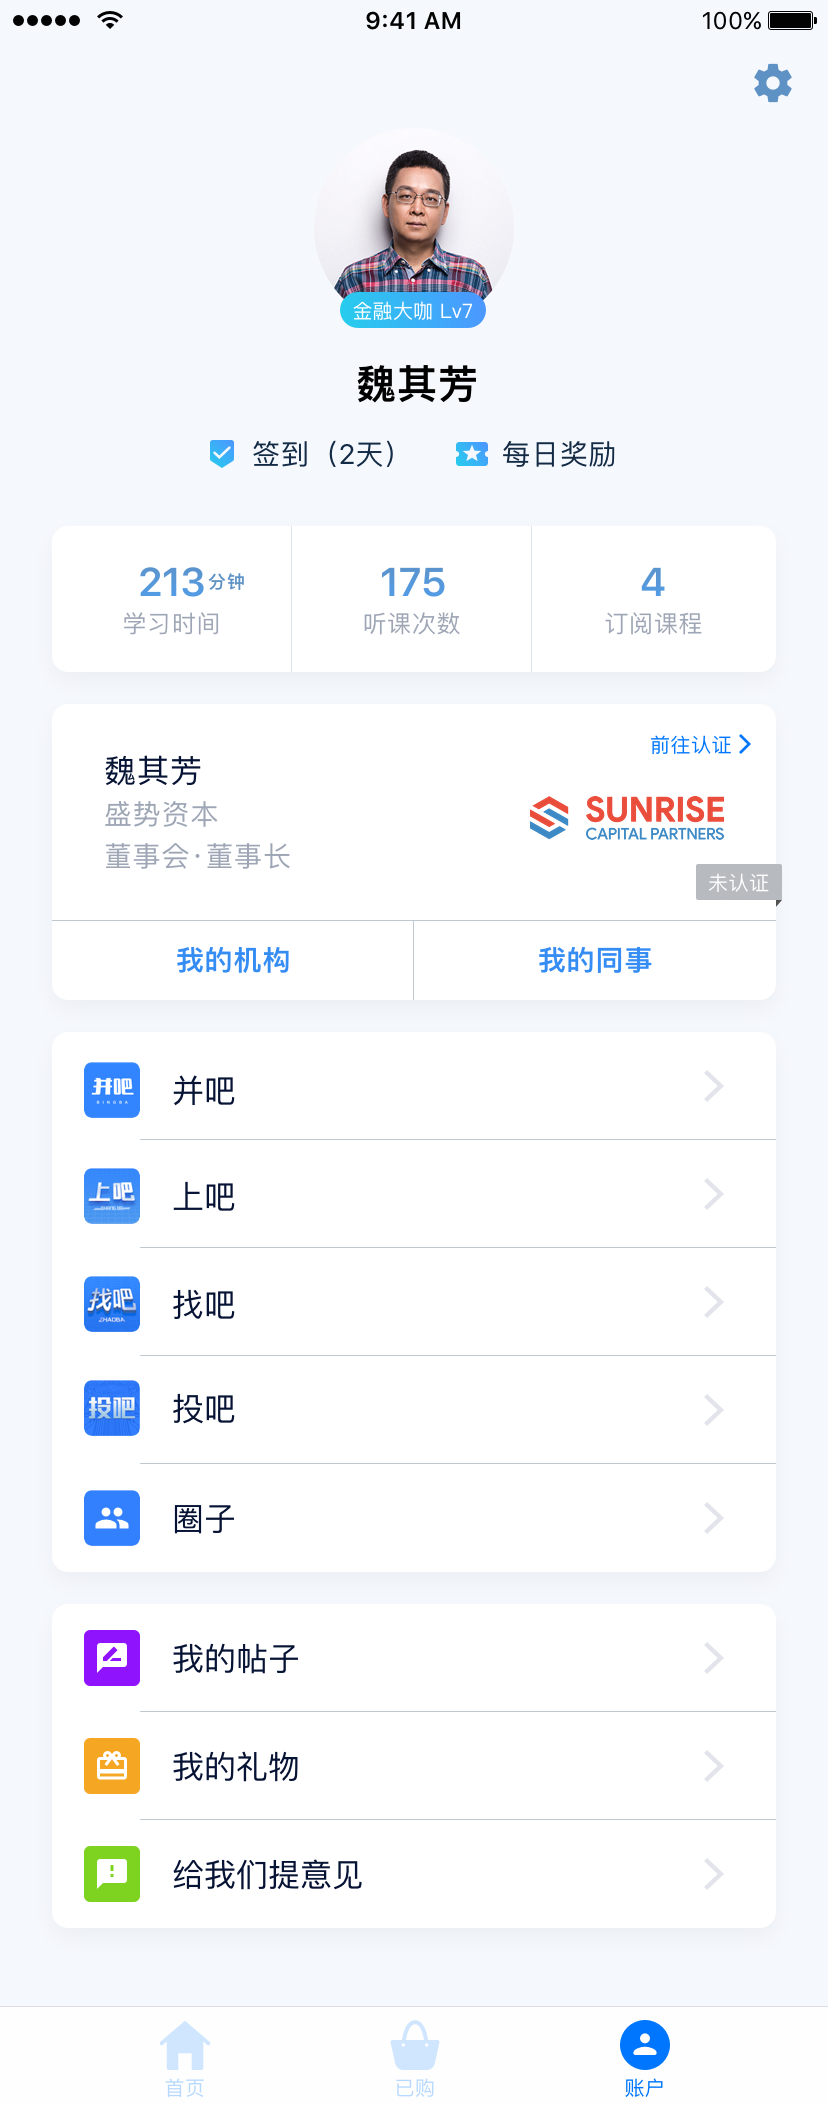 9:41 AM 100%
金融大咖 Lv7
魏其芳
签到（2天） 每日奖励
213分钟 175 4
学习时间 听课次数 订阅课程
前往认证
魏其芳
盛势资本
董事会·董事长
SUNRISE
CAPITAL PARTNERS
未认证
我的机构 我的同事
并吧
BINGBA
并吧
上吧
上吧
找吧
ZHAOBA
找吧
投吧
投吧
圈子
我的帖子
我的礼物
给我们提意见
首页 已购 账户